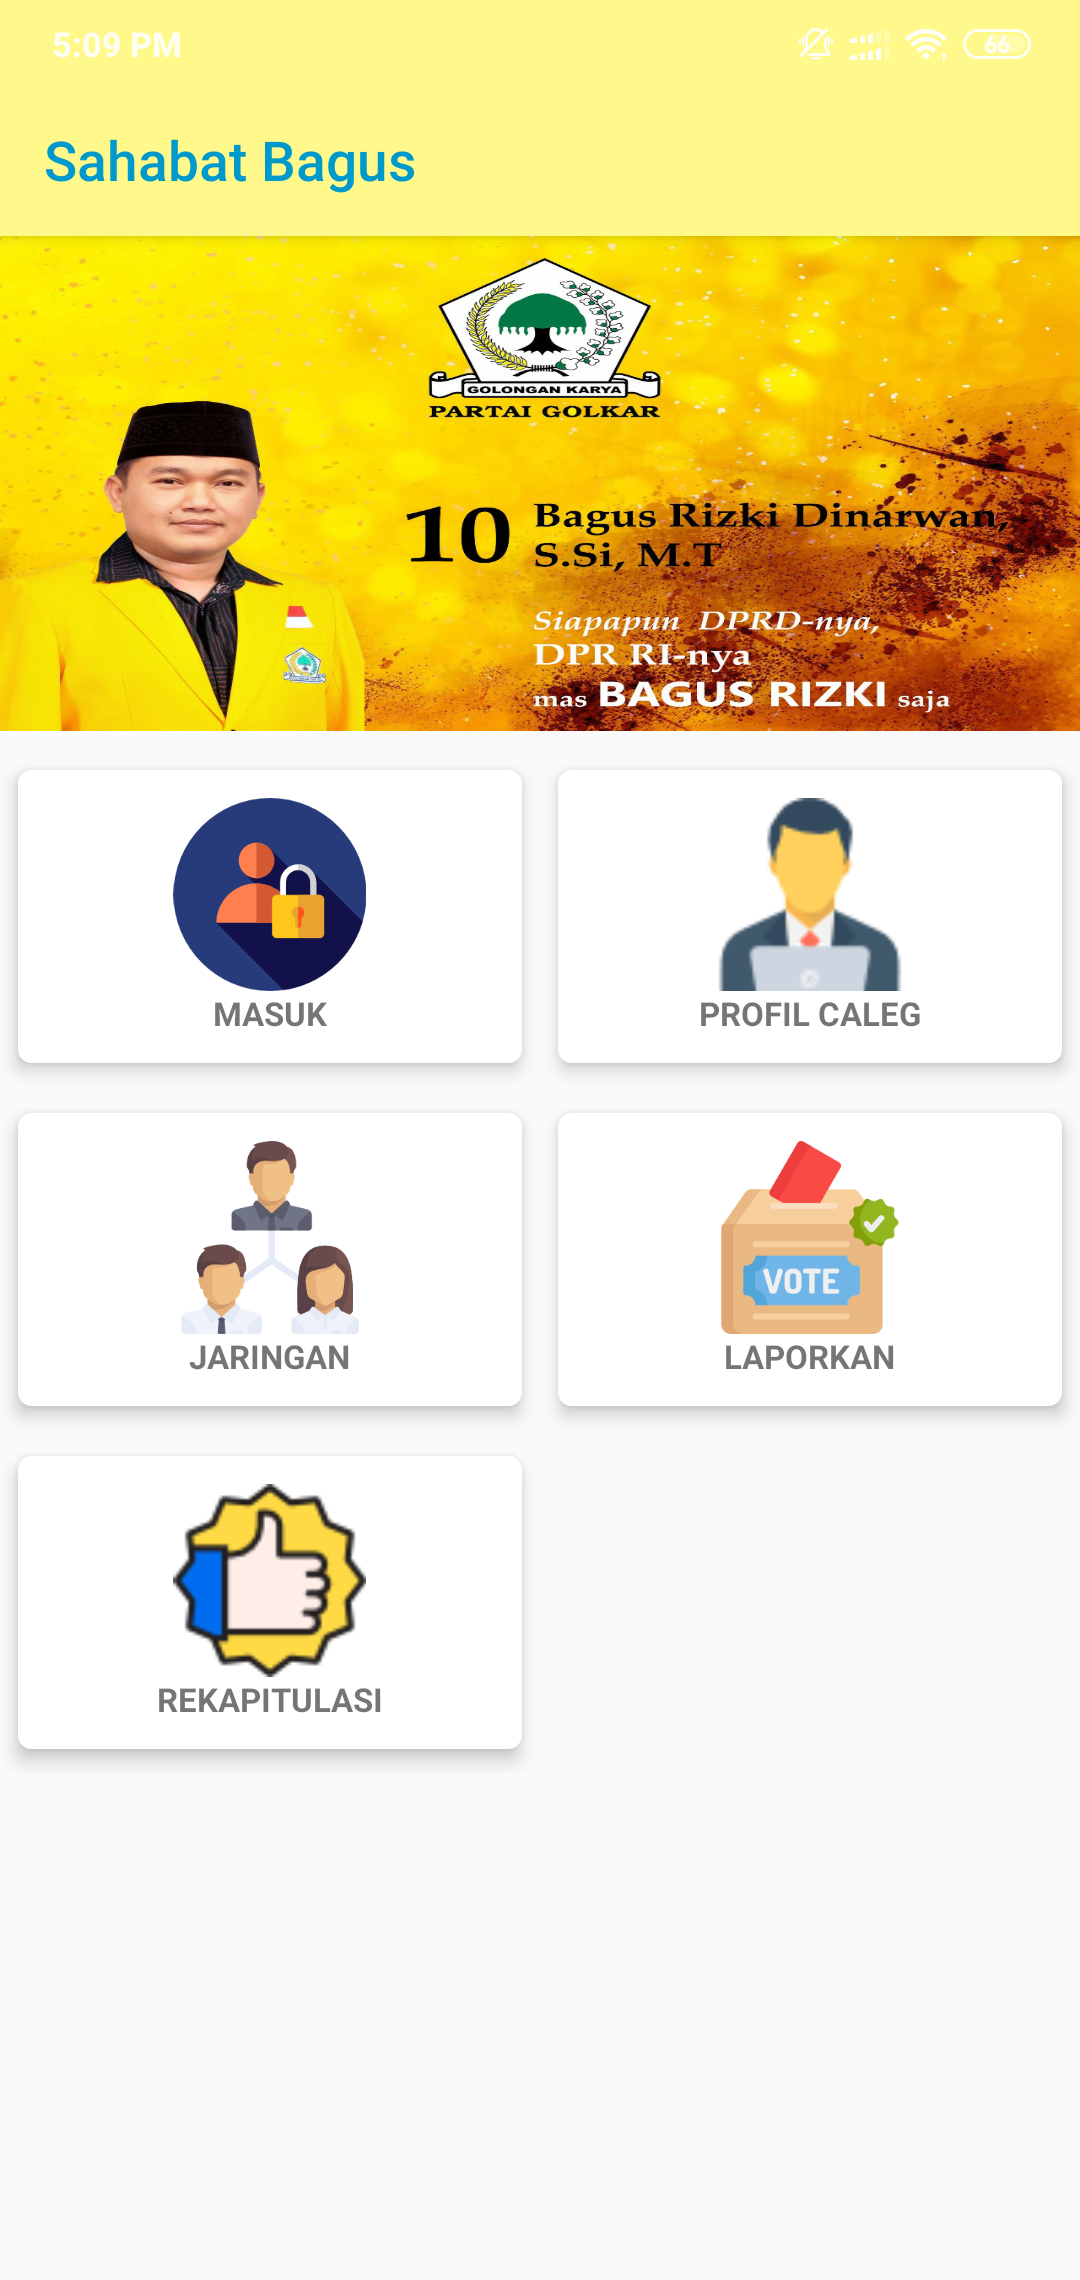 5:09 PM
66
Sahabat Bagus
GOLONGAN KARYA
PARTAI GOLKAR
10
Bagus Rizki Dinarwan,
S.Si, M.T
Siapapun DPRD-nya,
DPR RI-nya
mas BAGUS RIZKI saja
MASUK
PROFIL CALEG
JARINGAN
VOTE
LAPORKAN
REKAPITULASI